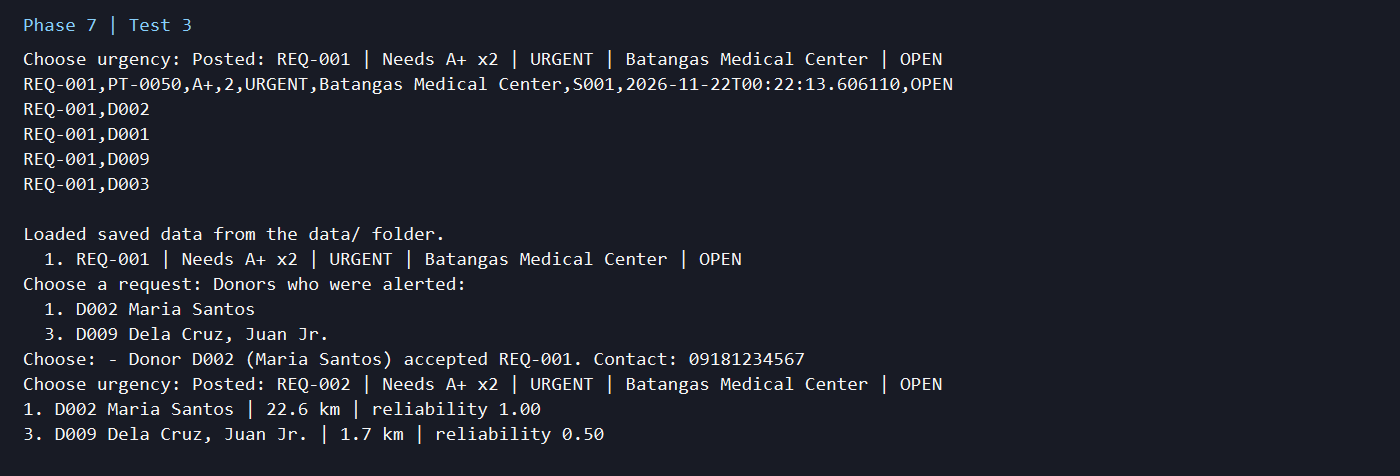 Phase 7 | Test 3
Choose urgency: Posted: REQ-001 | Needs A+ x2 | URGENT | Batangas Medical Center | OPEN
REQ-001,PT-0050,A+,2,URGENT,Batangas Medical Center,S001,2026-11-22T00:22:13.606110,OPEN
REQ-001,D002
REQ-001,D001
REQ-001,D009
REQ-001,D003
Loaded saved data from the data/ folder.
1. REQ-001 | Needs A+ x2 | URGENT | Batangas Medical Center | OPEN
Choose a request: Donors who were alerted:
1. D002 Maria Santos
3. D009 Dela Cruz, Juan Jr.
Choose: - Donor D002 (Maria Santos) accepted REQ-001. Contact: 09181234567
Choose urgency: Posted: REQ-002 | Needs A+ x2 | URGENT | Batangas Medical Center | OPEN
1. D002 Maria Santos | 22.6 km | reliability 1.00
3. D009 Dela Cruz, Juan Jr. | 1.7 km | reliability 0.50